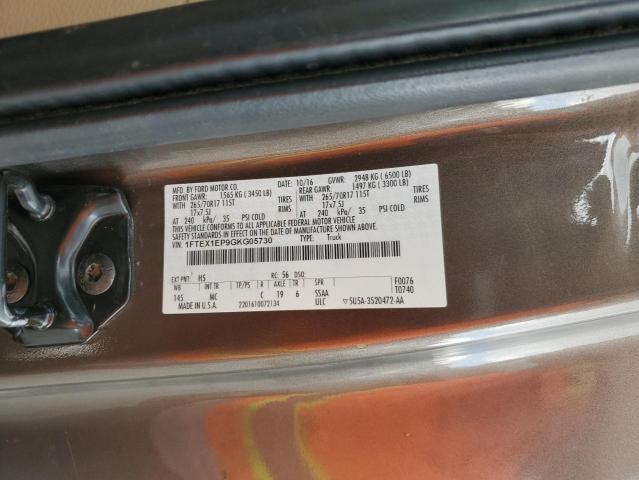 MFD. BY FORD MOTOR CO.
DATE: 10/16 GVWR: 2948 KG ( 6500 LB)
FRONT GAWR: 1565 KG ( 3450 LB) REAR GAWR: 1497 KG ( 3300 LB)
WITH 265/70R17 115T TIRES WITH 265/70R17 115T TIRES
17x7.5J RIMS 17x7.5J RIMS
AT 240 kPa/ 35 PSI COLD AT 240 kPa/ 35 PSI COLD
THIS VEHICLE CONFORMS TO ALL APPLICABLE FEDERAL MOTOR VEHICLE
SAFETY STANDARDS IN EFFECT ON THE DATE OF MANUFACTURE SHOWN ABOVE.
VIN: 1FTEX1EP9GKG05730 TYPE: Truck
EXT PNT: H5 RC: 56 DSO:
WB INT TR TP/PS R AXLE TR SPR F0076
145 MC C 19 6 SSAA T0740
MADE IN U.S.A. 2201610072134 ULC 5U5A-3520472-AA